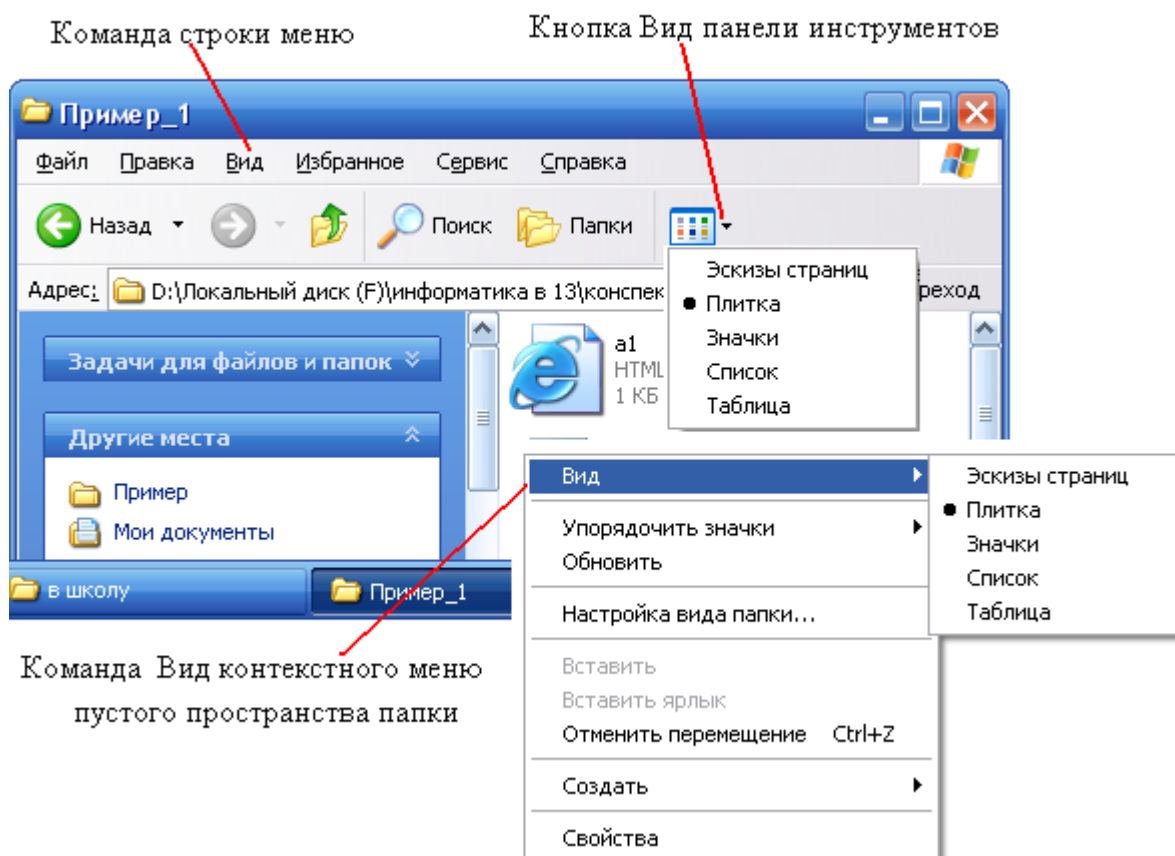 Команда строки меню
Кнопка Вид панели инструментов
Пример_1
Файл Правка Вид Избранное Сервис Справка
Назад Поиск Папки
Адрес: D:\Локальный диск (F)\информатика в 13\конспек реход
Эскизы страниц
Плитка
Значки
Список
Таблица
Задачи для файлов и папок
a1
HTML
1 КБ
Другие места
Пример
Мои документы
в школу
Пример_1
Вид
Упорядочить значки
Обновить
Настройка вида папки...
Вставить
Вставить ярлык
Отменить перемещение Ctrl+Z
Создать
Свойства
Эскизы страниц
Плитка
Значки
Список
Таблица
Команда Вид контекстного меню
пустого пространства папки